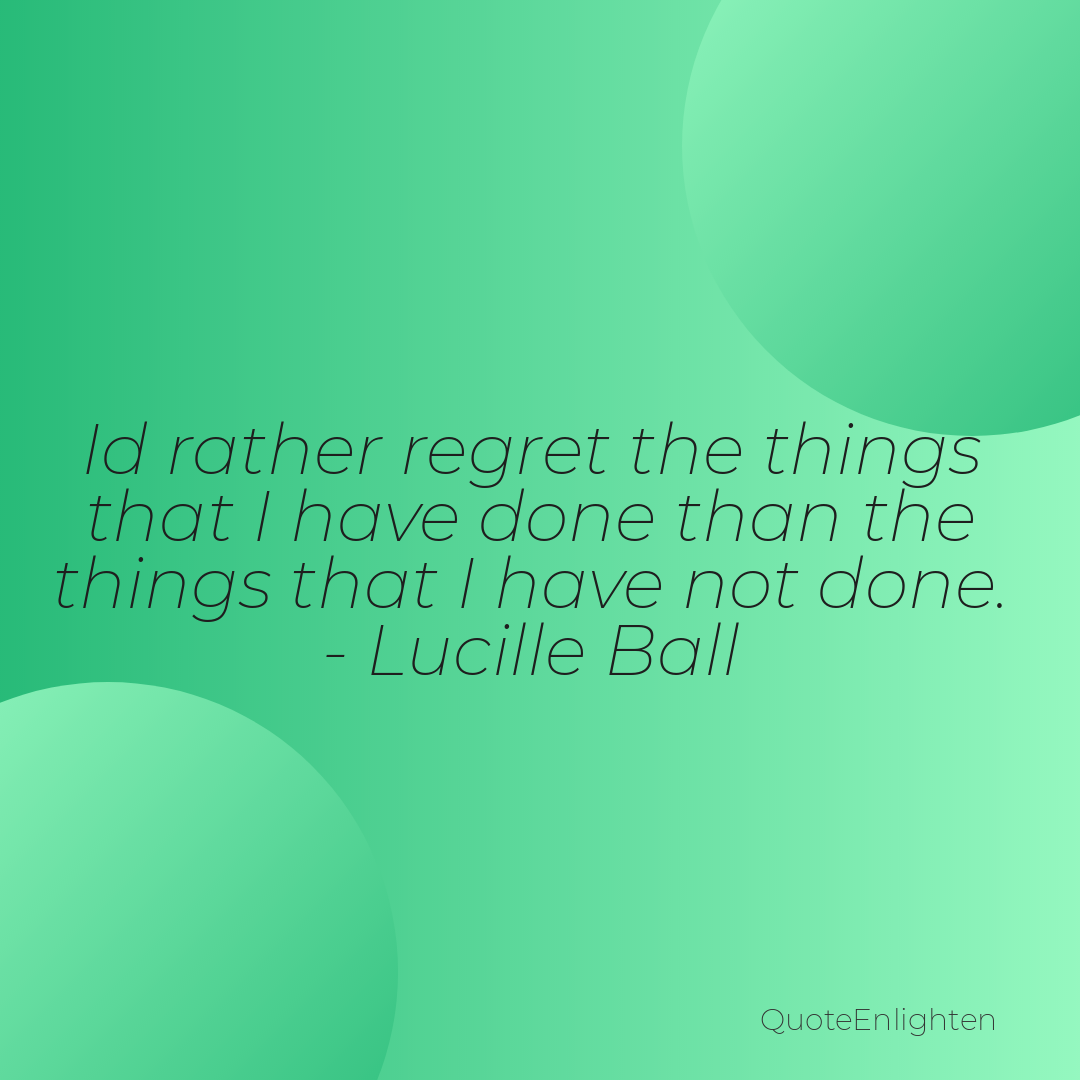 Id rather regret the things
that I have done than the
things that I have not done.
- Lucille Ball
QuoteEnlighten